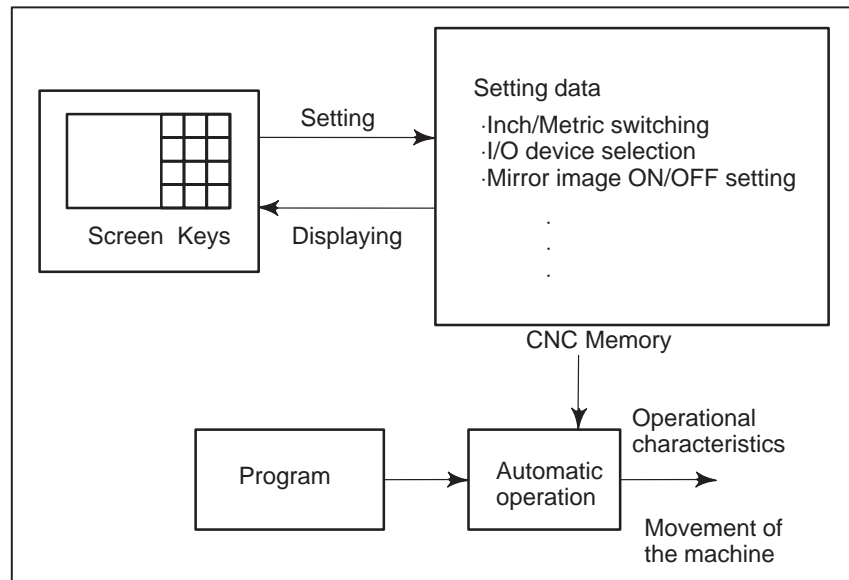 Setting data
·Inch/Metric switching
·I/O device selection
·Mirror image ON/OFF setting
.
.
.
Setting
Displaying
Screen Keys
CNC Memory
Program
Automatic
operation
Operational
characteristics
Movement of
the machine